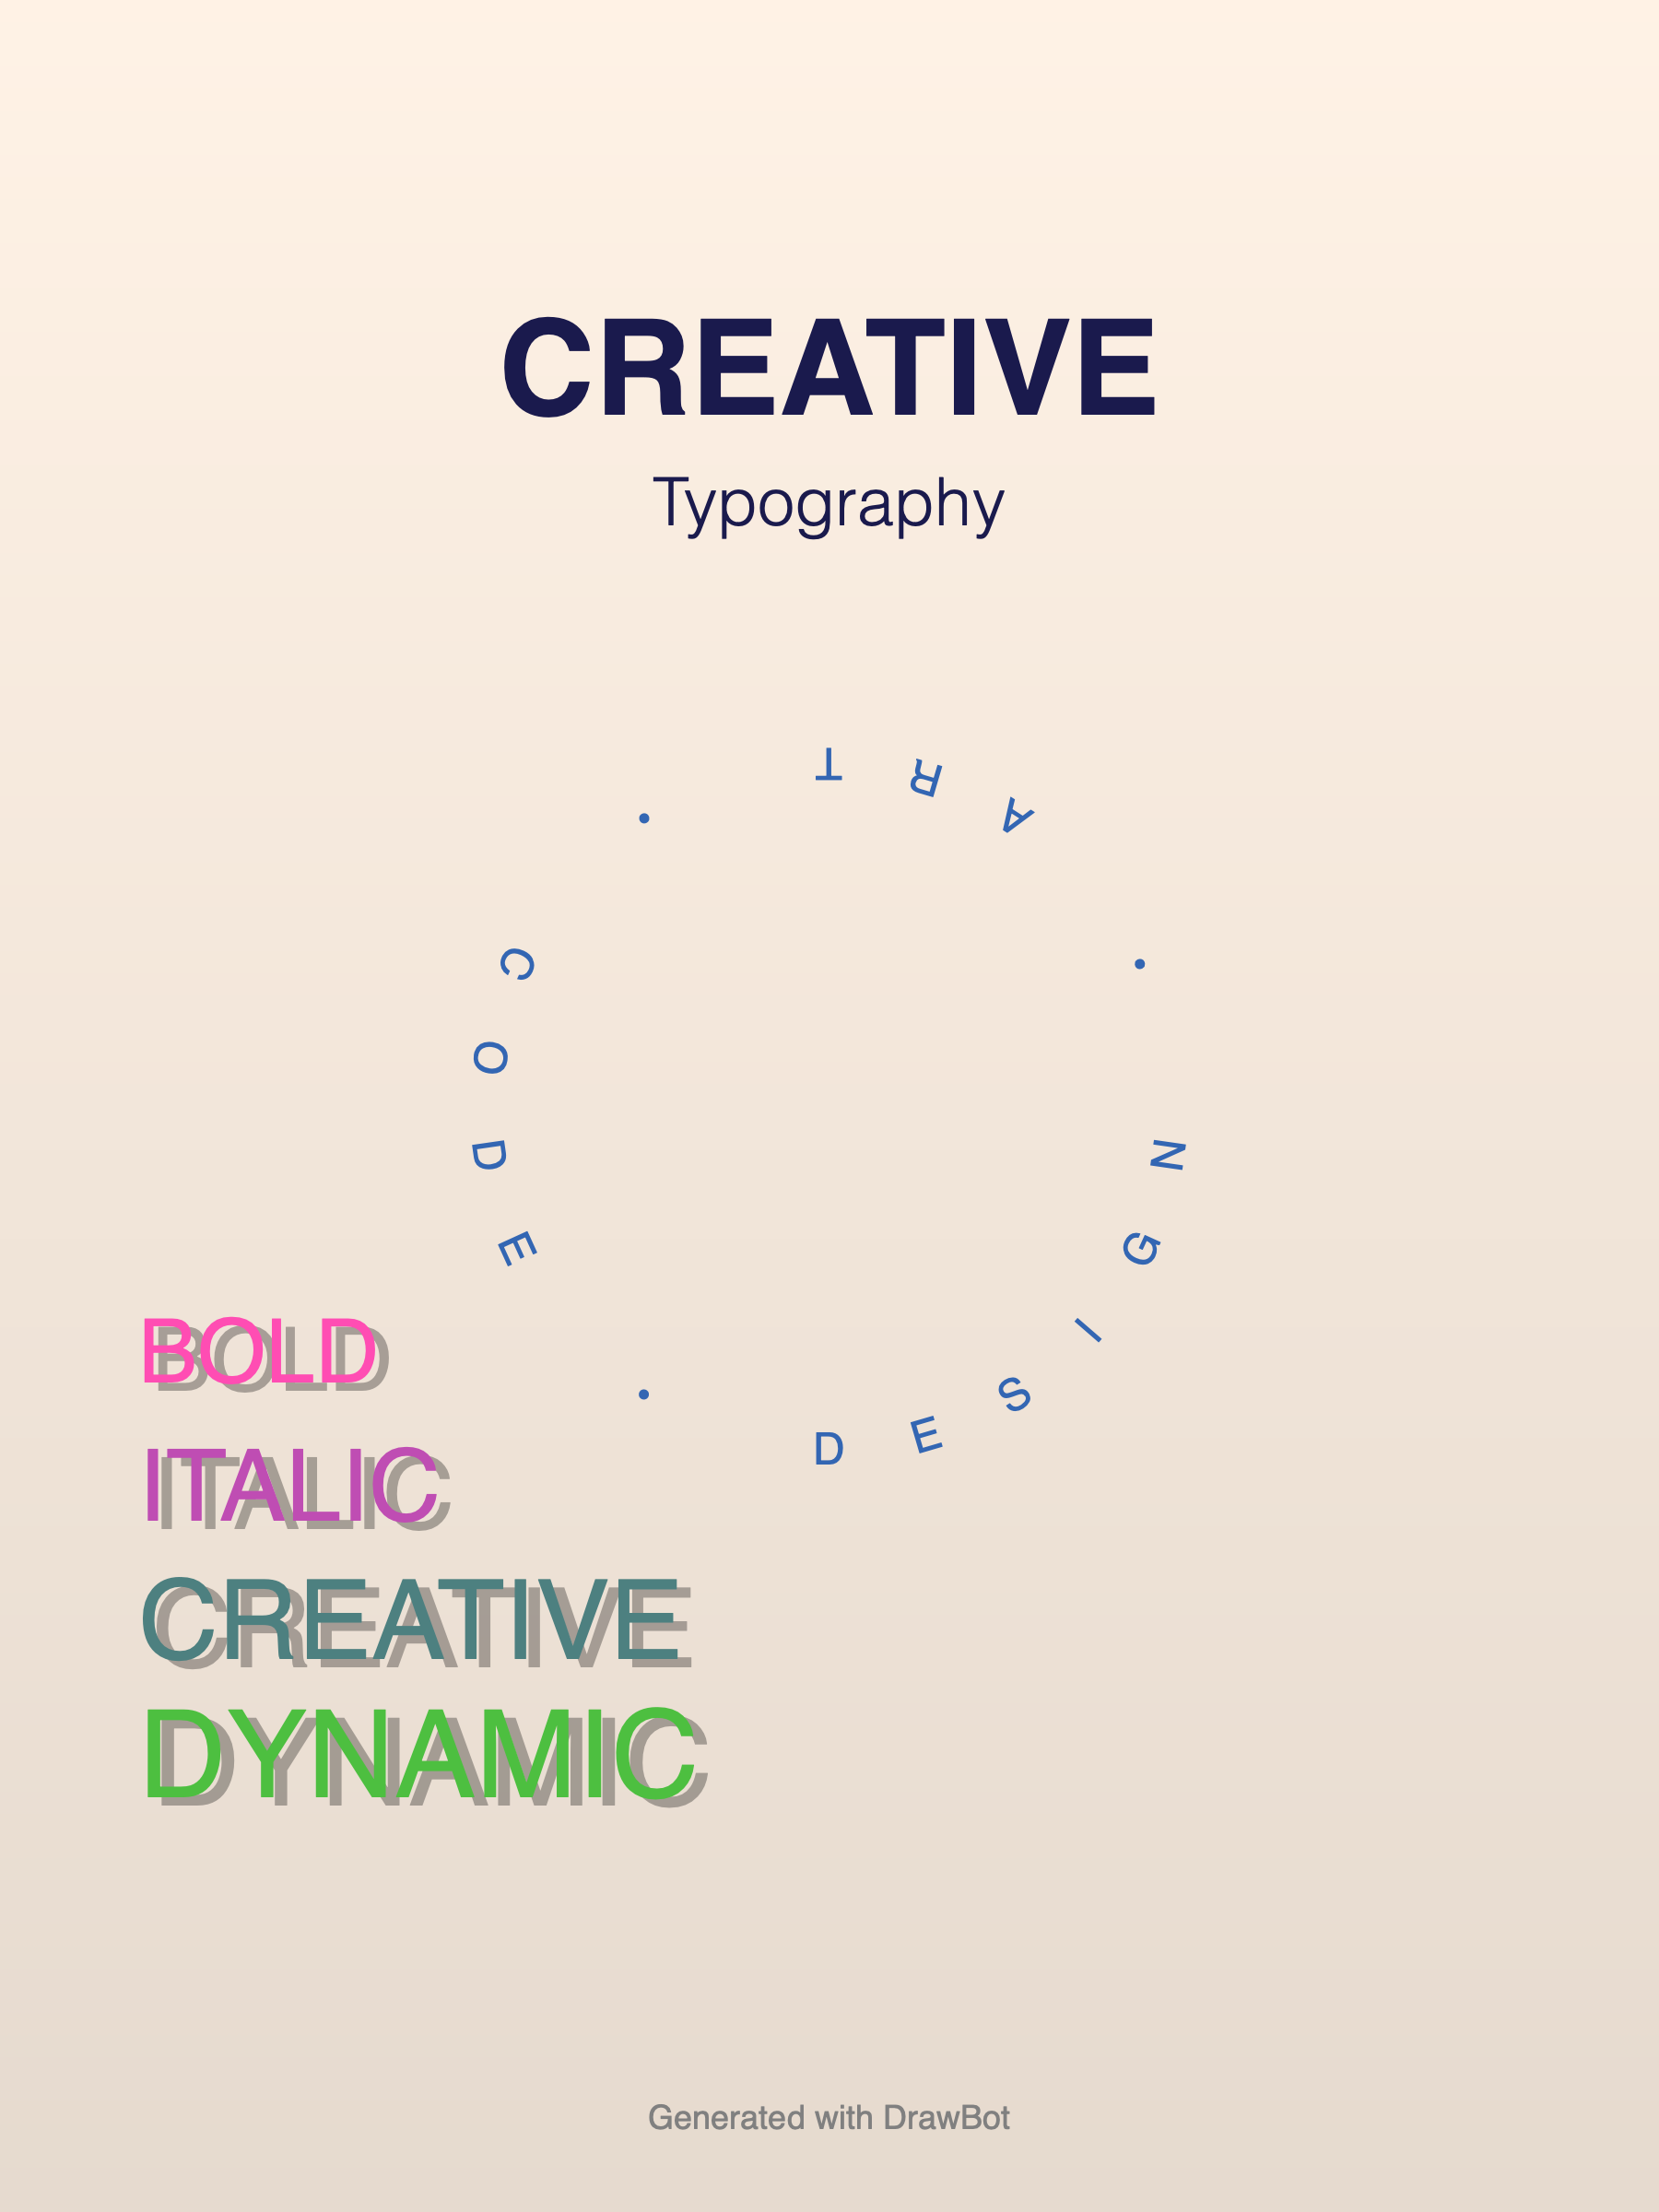 CREATIVE
Typography
DESIGN • ART • CODE •
BOLD
ITALIC
CREATIVE
DYNAMIC
Generated with DrawBot